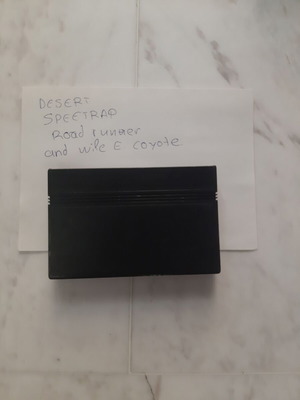 DESERT
SPEETRAP
Road runner
and wile E coyote